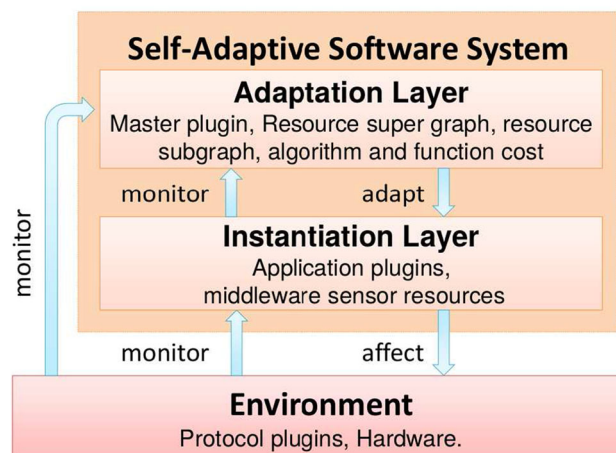 Self-Adaptive Software System
Adaptation Layer
Master plugin, Resource super graph, resource
subgraph, algorithm and function cost
monitor
adapt
monitor
Instantiation Layer
Application plugins,
middleware sensor resources
monitor
affect
Environment
Protocol plugins, Hardware.